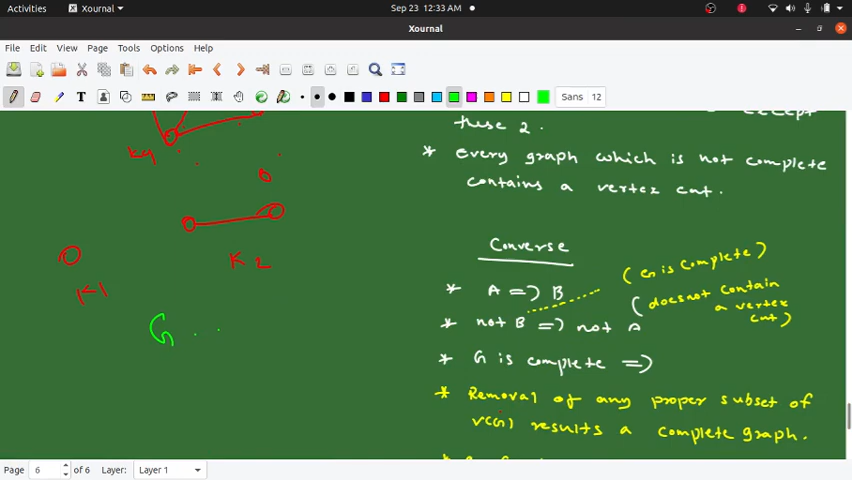 Activities
Xournal
Sep 23 12:33 AM
Xournal
File Edit View Page Tools Options Help
Sans 12
except
these 2.
K4
* Every graph which is not complete
contains a vertex cut.
K2
K1
G . .
Converse
* A => B
(G is complete)
(doesnot contain
a vertex
cut)
* not B => not A
* G is complete =>
* Removal of any proper subset of
V(G) results a complete graph.
Page 6 of 6 Layer: Layer 1